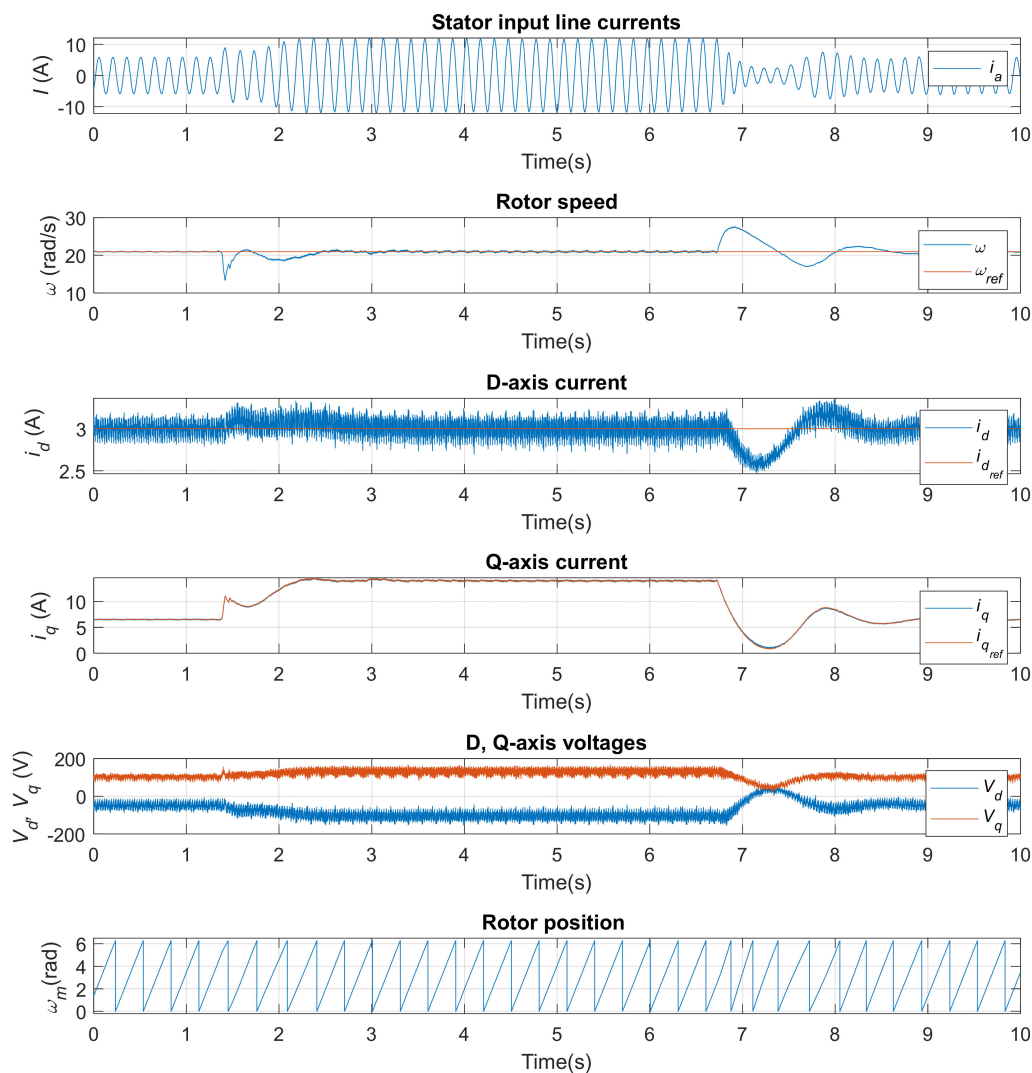 Stator input line currents
I (A)
10
0
-10
i_a
0 1 2 3 4 5 6 7 8 9 10
Time(s)
Rotor speed
ω (rad/s)
30
20
10
ω
ω_ref
0 1 2 3 4 5 6 7 8 9 10
Time(s)
D-axis current
i_d (A)
3
2.5
i_d
i_d_ref
0 1 2 3 4 5 6 7 8 9 10
Time(s)
Q-axis current
i_q (A)
10
5
0
i_q
i_q_ref
0 1 2 3 4 5 6 7 8 9 10
Time(s)
D, Q-axis voltages
V_d, V_q (V)
200
0
-200
V_d
V_q
0 1 2 3 4 5 6 7 8 9 10
Time(s)
Rotor position
ω_m(rad)
6
4
2
0
0 1 2 3 4 5 6 7 8 9 10
Time(s)